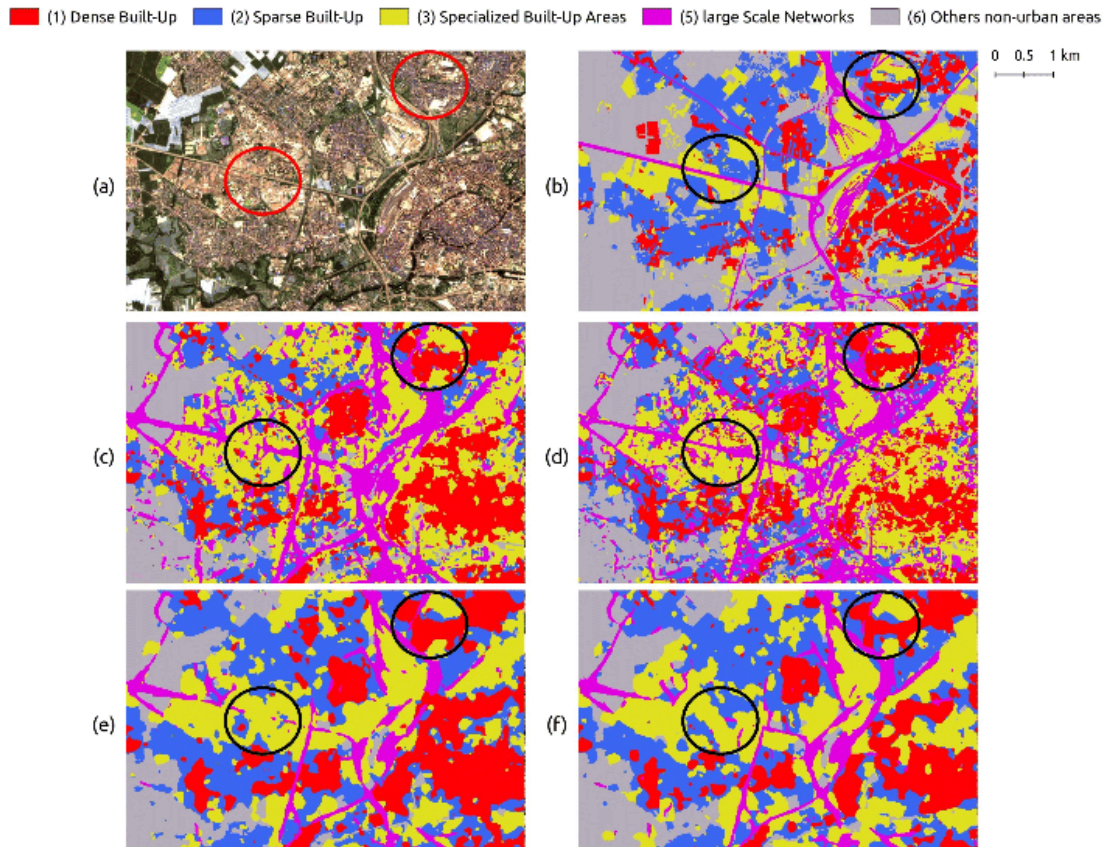 (1) Dense Built-Up (2) Sparse Built-Up (3) Specialized Built-Up Areas (5) large Scale Networks (6) Others non-urban areas
0 0.5 1 km
(a)
(b)
(c)
(d)
(e)
(f)